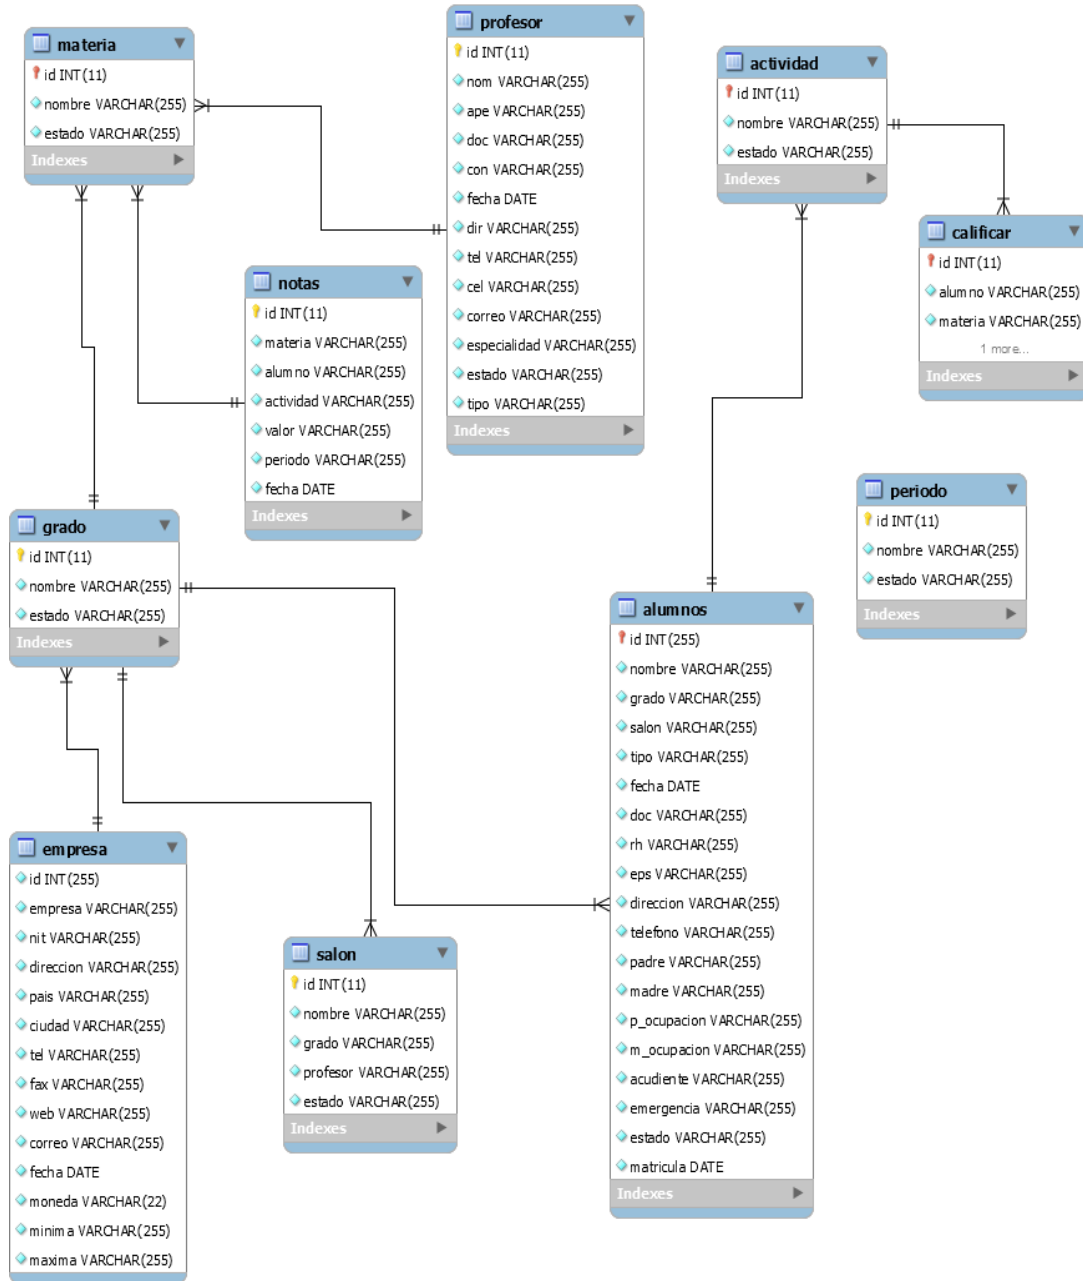 materia
id INT(11)
nombre VARCHAR(255)
estado VARCHAR(255)
Indexes
profesor
id INT(11)
nom VARCHAR(255)
ape VARCHAR(255)
doc VARCHAR(255)
con VARCHAR(255)
fecha DATE
dir VARCHAR(255)
tel VARCHAR(255)
cel VARCHAR(255)
correo VARCHAR(255)
especialidad VARCHAR(255)
estado VARCHAR(255)
tipo VARCHAR(255)
Indexes
actividad
id INT(11)
nombre VARCHAR(255)
estado VARCHAR(255)
Indexes
calificar
id INT(11)
alumno VARCHAR(255)
materia VARCHAR(255)
1 more...
Indexes
notas
id INT(11)
materia VARCHAR(255)
alumno VARCHAR(255)
actividad VARCHAR(255)
valor VARCHAR(255)
periodo VARCHAR(255)
fecha DATE
Indexes
periodo
id INT(11)
nombre VARCHAR(255)
estado VARCHAR(255)
Indexes
grado
id INT(11)
nombre VARCHAR(255)
estado VARCHAR(255)
Indexes
alumnos
id INT(255)
nombre VARCHAR(255)
grado VARCHAR(255)
salon VARCHAR(255)
tipo VARCHAR(255)
fecha DATE
doc VARCHAR(255)
rh VARCHAR(255)
eps VARCHAR(255)
direccion VARCHAR(255)
telefono VARCHAR(255)
padre VARCHAR(255)
madre VARCHAR(255)
p_ocupacion VARCHAR(255)
m_ocupacion VARCHAR(255)
acudiente VARCHAR(255)
emergencia VARCHAR(255)
estado VARCHAR(255)
matricula DATE
Indexes
empresa
id INT(255)
empresa VARCHAR(255)
nit VARCHAR(255)
direccion VARCHAR(255)
pais VARCHAR(255)
ciudad VARCHAR(255)
tel VARCHAR(255)
fax VARCHAR(255)
web VARCHAR(255)
correo VARCHAR(255)
fecha DATE
moneda VARCHAR(22)
minima VARCHAR(255)
maxima VARCHAR(255)
salon
id INT(11)
nombre VARCHAR(255)
grado VARCHAR(255)
profesor VARCHAR(255)
estado VARCHAR(255)
Indexes